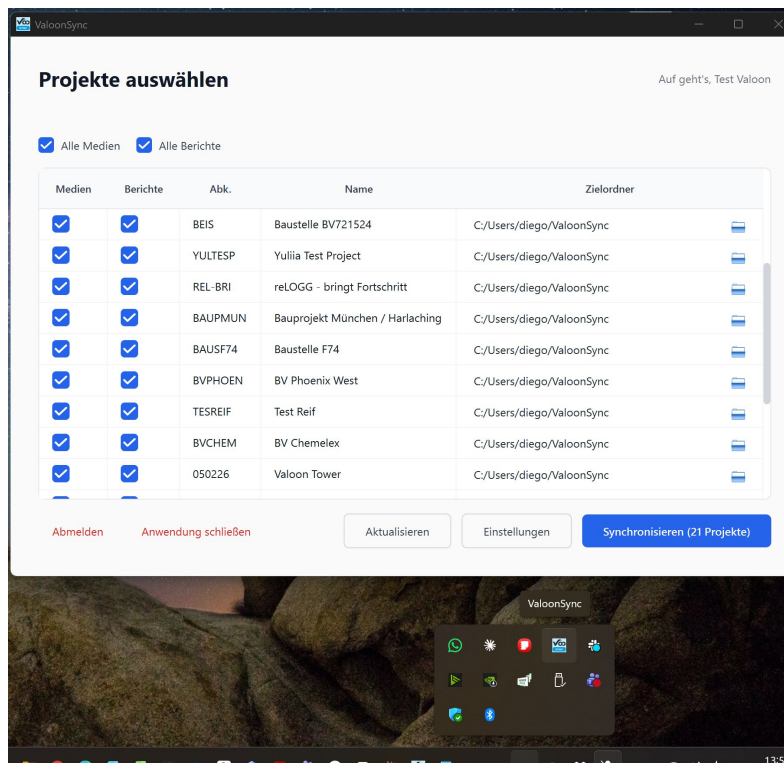 ValoonSync
Projekte auswählen
Auf geht's, Test Valoon
Alle Medien Alle Berichte
Medien Berichte Abk. Name Zielordner
BEIS Baustelle BV721524 C:/Users/diego/ValoonSync
YULTESP Yuliia Test Project C:/Users/diego/ValoonSync
REL-BRI reLOGG - bringt Fortschritt C:/Users/diego/ValoonSync
BAUPMUN Bauprojekt München / Harlaching C:/Users/diego/ValoonSync
BAUSF74 Baustelle F74 C:/Users/diego/ValoonSync
BVPHOEN BV Phoenix West C:/Users/diego/ValoonSync
TESREIF Test Reif C:/Users/diego/ValoonSync
BVCHEM BV Chemelex C:/Users/diego/ValoonSync
050226 Valoon Tower C:/Users/diego/ValoonSync
Abmelden Anwendung schließen Aktualisieren Einstellungen Synchronisieren (21 Projekte)
ValoonSync